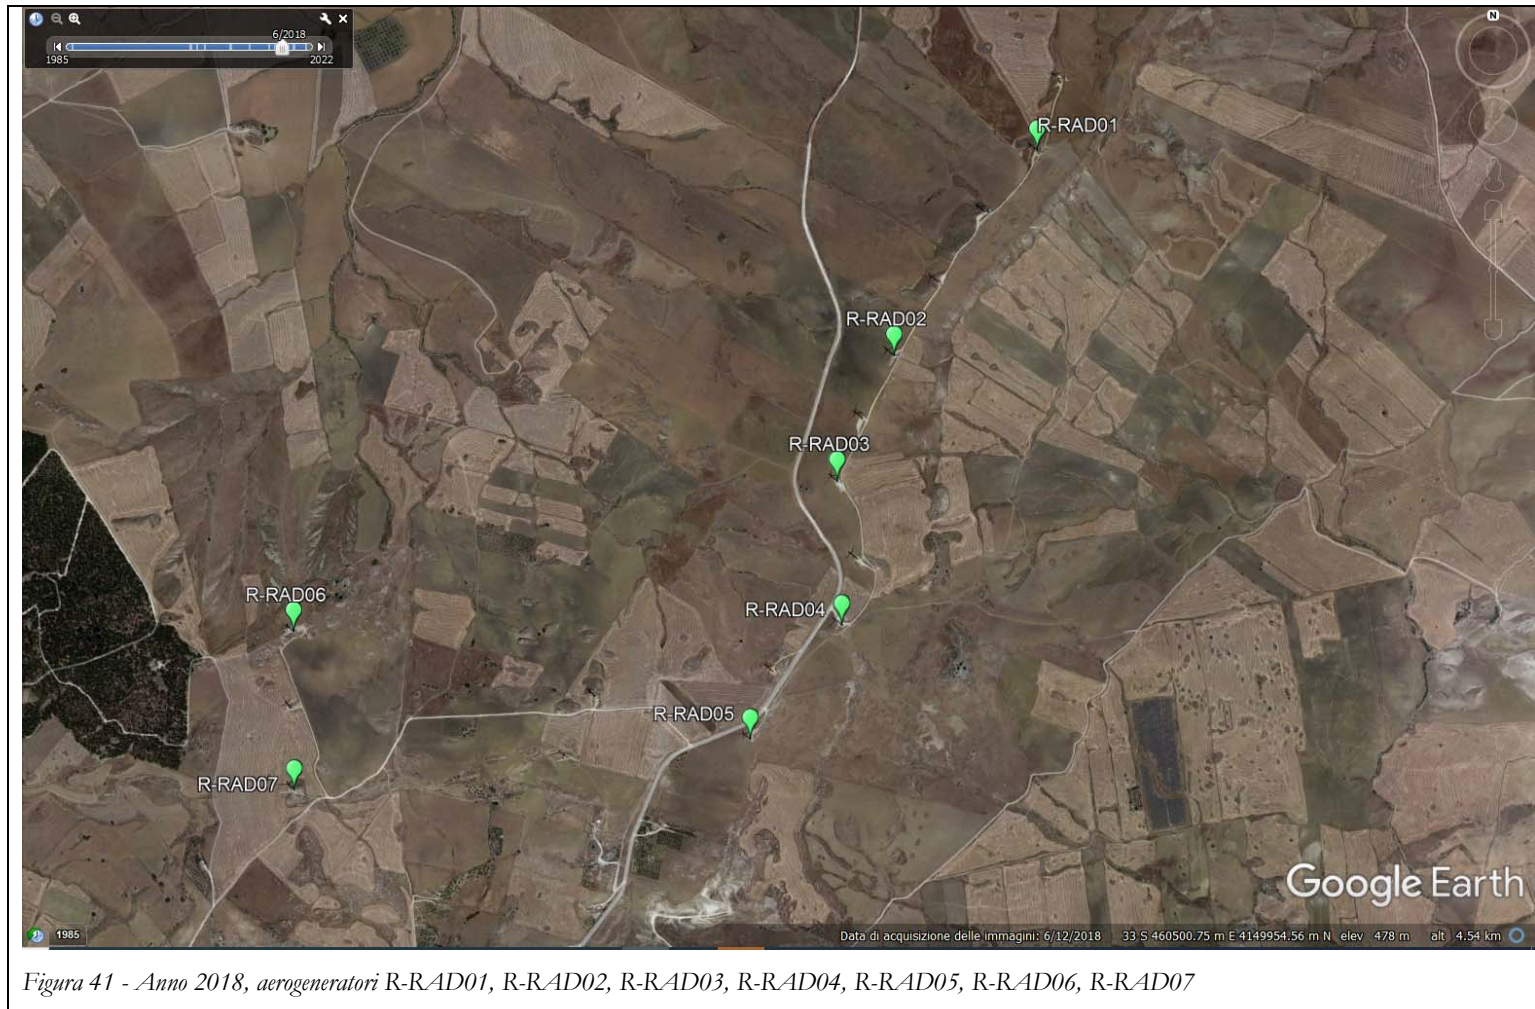 6/2018
1985
2022
N
R-RAD01
R-RAD02
R-RAD03
R-RAD06
R-RAD04
R-RAD05
R-RAD07
Google Earth
1985
Data di acquisizione delle immagini: 6/12/2018 33 S 460500.75 m E 4149954.56 m N elev 478 m alt 4.54 km
Figura 41 - Anno 2018, aerogeneratori R-RAD01, R-RAD02, R-RAD03, R-RAD04, R-RAD05, R-RAD06, R-RAD07